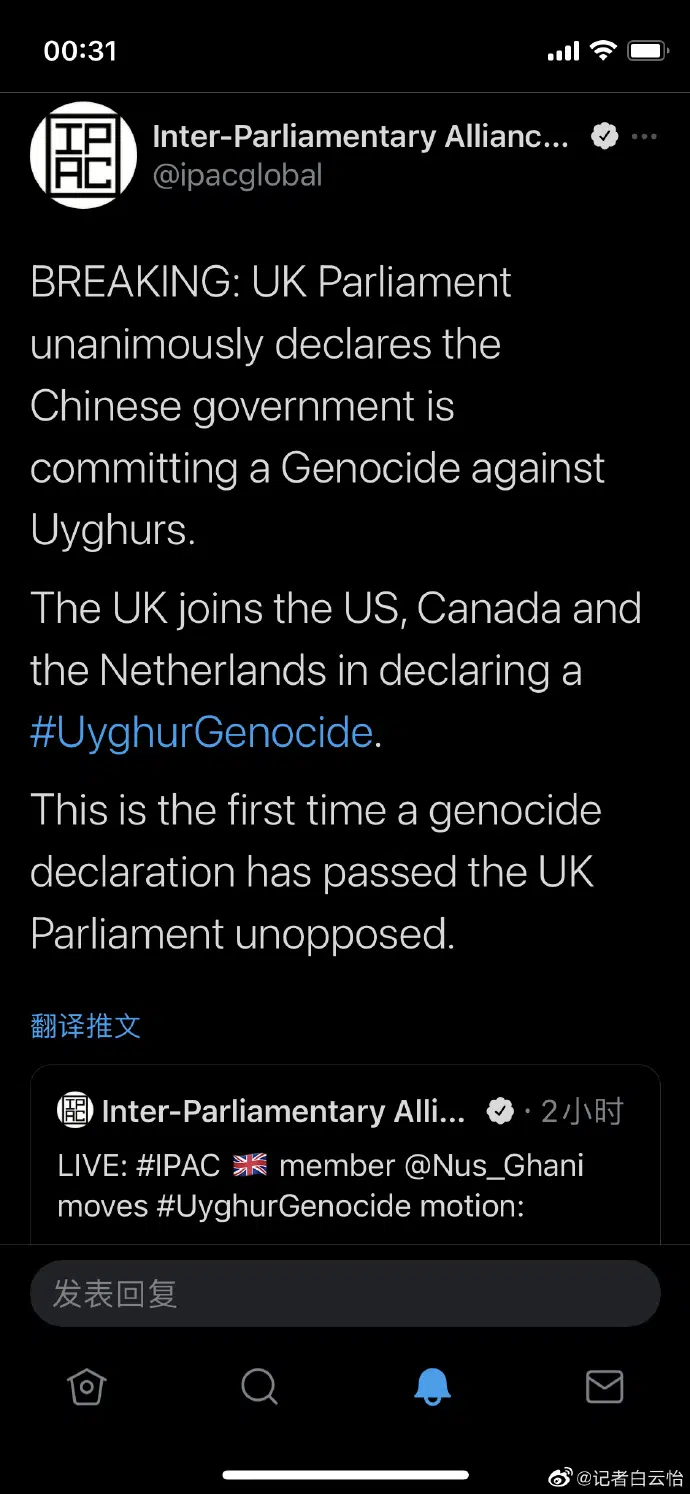 00:31
IPAC
Inter-Parliamentary Allianc...
@ipacglobal
BREAKING: UK Parliament
unanimously declares the
Chinese government is
committing a Genocide against
Uyghurs.
The UK joins the US, Canada and
the Netherlands in declaring a
#UyghurGenocide.
This is the first time a genocide
declaration has passed the UK
Parliament unopposed.
翻译推文
IPAC Inter-Parliamentary Alli... · 2小时
LIVE: #IPAC 🇬🇧 member @Nus_Ghani
moves #UyghurGenocide motion:
发表回复
@记者白云怡